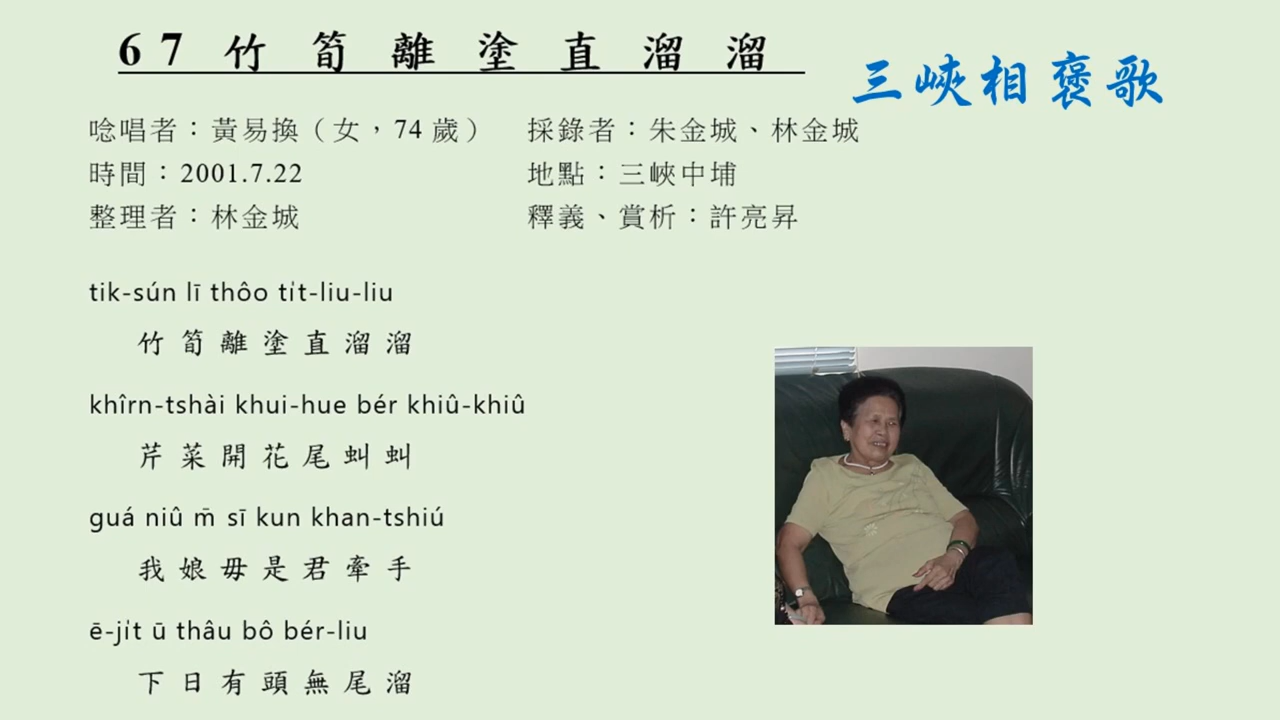 67 竹筍離塗直溜溜
三峽相褒歌
唸唱者：黃易換（女，74 歲） 採錄者：朱金城、林金城
時間：2001.7.22 地點：三峽中埔
整理者：林金城 釋義、賞析：許亮昇
tik-sún lī thôo ti̍t-liu-liu
竹筍離塗直溜溜
khîrn-tshài khui-hue bér khiû-khiû
芹菜開花尾虯虯
guá niû m̄ sī kun khan-tshiú
我娘毋是君牽手
ē-ji̍t ū thâu bô bér-liu
下日有頭無尾溜